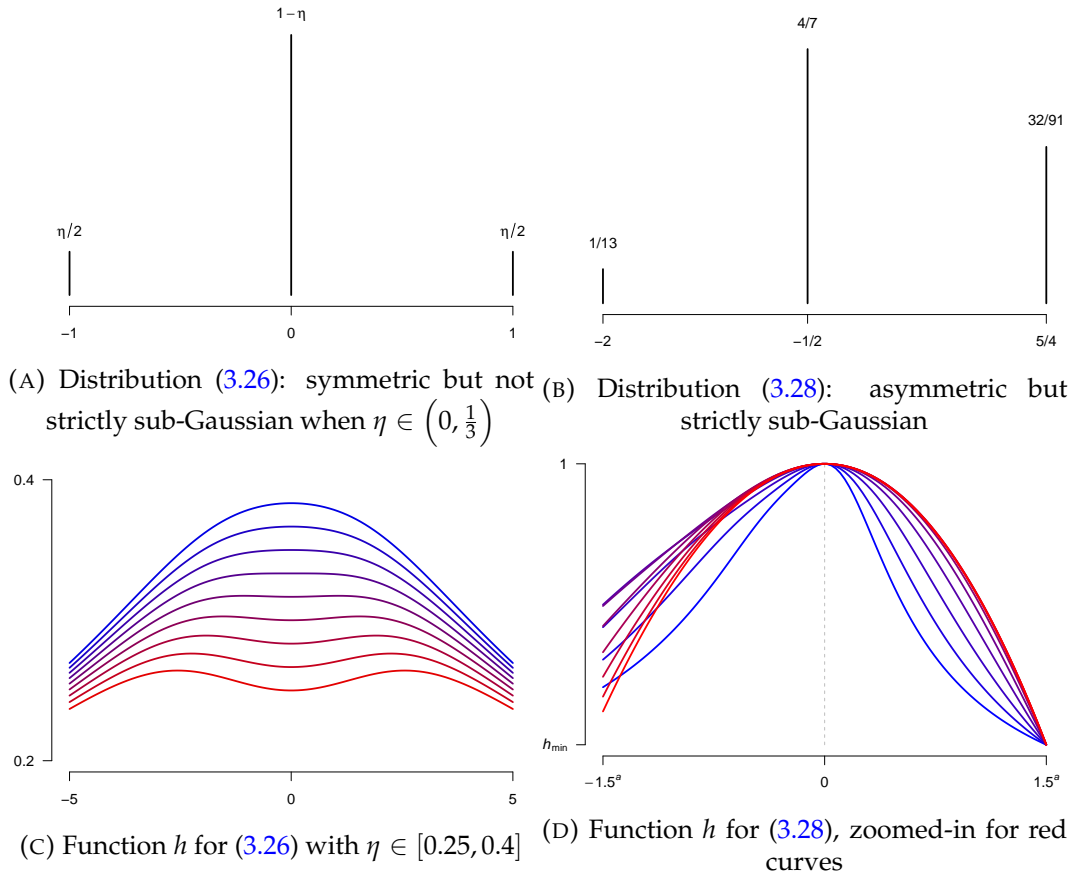 1 − η
η/2
η/2
−1
0
1
(A) Distribution (3.26): symmetric but not
strictly sub-Gaussian when η ∈ (0, 1/3)
4/7
32/91
1/13
−2
−1/2
5/4
(B) Distribution (3.28): asymmetric but
strictly sub-Gaussian
0.4
0.2
−5
0
5
(C) Function h for (3.26) with η ∈ [0.25, 0.4]
1
h_min
−1.5^a
0
1.5^a
(D) Function h for (3.28), zoomed-in for red
curves